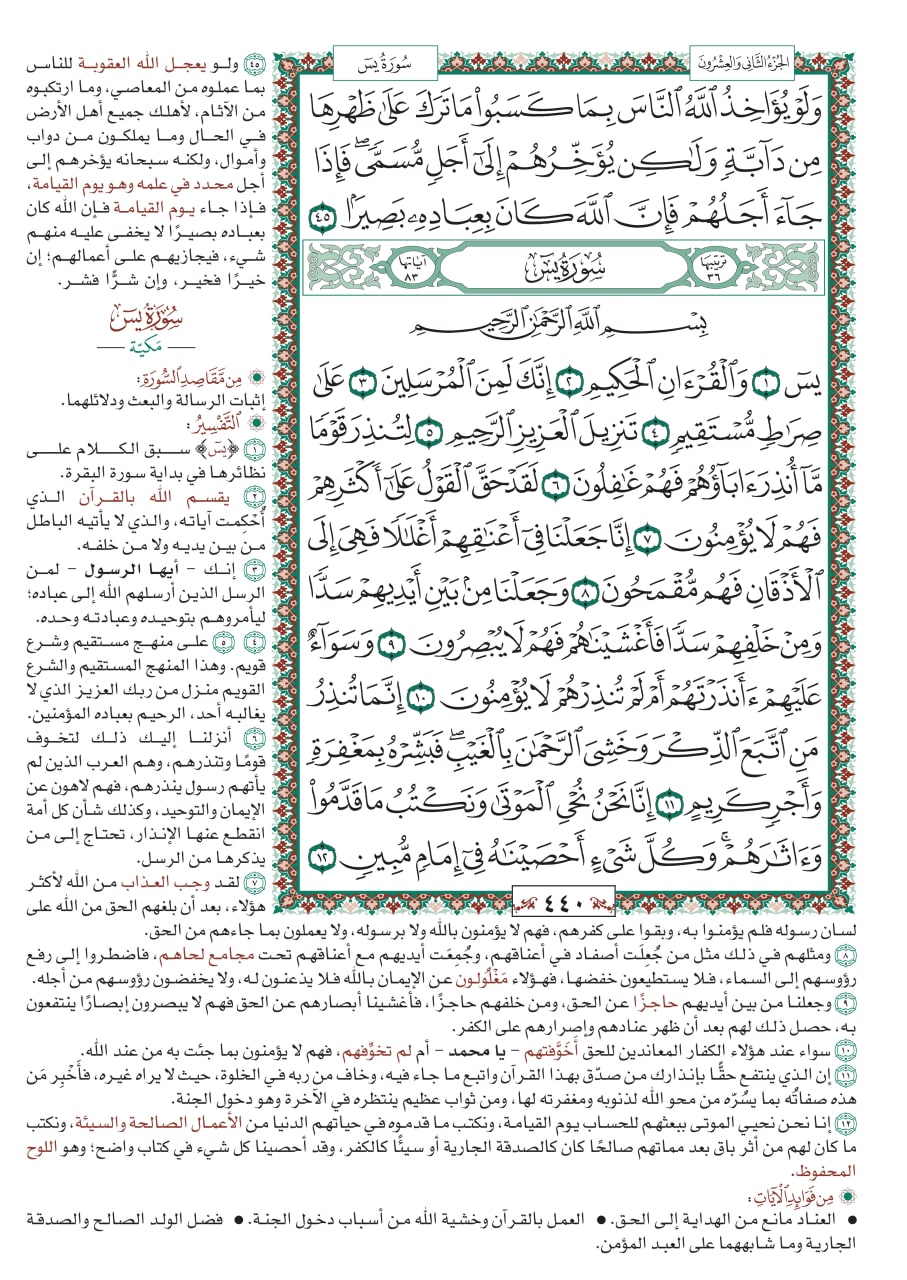 الجُزْءُ الثَّانِي وَالعِشْرُونَ
سُورَةُ يسٓ
وَلَوْ يُؤَاخِذُ ٱللَّهُ ٱلنَّاسَ بِمَا كَسَبُوا۟ مَا تَرَكَ عَلَىٰ ظَهْرِهَا
مِن دَآبَّةٍ وَلَـٰكِن يُؤَخِّرُهُمْ إِلَىٰٓ أَجَلٍ مُّسَمًّى ۖ فَإِذَا
جَآءَ أَجَلُهُمْ فَإِنَّ ٱللَّهَ كَانَ بِعِبَادِهِۦ بَصِيرًۢا ٤٥
تَرتيبُهَا ٣٦
سُورَةُ يسٓ
آياتُهَا ٨٣
بِسْمِ ٱللَّهِ ٱلرَّحْمَـٰنِ ٱلرَّحِيمِ
يسٓ ١ وَٱلْقُرْءَانِ ٱلْحَكِيمِ ٢ إِنَّكَ لَمِنَ ٱلْمُرْسَلِينَ ٣ عَلَىٰ
صِرَٰطٍ مُّسْتَقِيمٍ ٤ تَنزِيلَ ٱلْعَزِيزِ ٱلرَّحِيمِ ٥ لِتُنذِرَ قَوْمًا
مَّآ أُنذِرَ ءَابَآؤُهُمْ فَهُمْ غَـٰفِلُونَ ٦ لَقَدْ حَقَّ ٱلْقَوْلُ عَلَىٰٓ أَكْثَرِهِمْ
فَهُمْ لَا يُؤْمِنُونَ ٧ إِنَّا جَعَلْنَا فِىٓ أَعْنَـٰقِهِمْ أَغْلَـٰلًا فَهِىَ إِلَى
ٱلْأَذْقَانِ فَهُم مُّقْمَحُونَ ٨ وَجَعَلْنَا مِنۢ بَيْنِ أَيْدِيهِمْ سَدًّا
وَمِنْ خَلْفِهِمْ سَدًّا فَأَغْشَيْنَـٰهُمْ فَهُمْ لَا يُبْصِرُونَ ٩ وَسَوَآءٌ
عَلَيْهِمْ ءَأَنذَرْتَهُمْ أَمْ لَمْ تُنذِرْهُمْ لَا يُؤْمِنُونَ ١٠ إِنَّمَا تُنذِرُ
مَنِ ٱتَّبَعَ ٱلذِّكْرَ وَخَشِىَ ٱلرَّحْمَـٰنَ بِٱلْغَيْبِ ۖ فَبَشِّرْهُ بِمَغْفِرَةٍ
وَأَجْرٍ كَرِيمٍ ١١ إِنَّا نَحْنُ نُحْىِ ٱلْمَوْتَىٰ وَنَكْتُبُ مَا قَدَّمُوا۟
وَءَاثَـٰرَهُمْ ۚ وَكُلَّ شَىْءٍ أَحْصَيْنَـٰهُ فِىٓ إِمَامٍ مُّبِينٍ ١٢
٤٤٠
٤٥ ولو يعجل الله العقوبة للناس
بما عملوه من المعاصي، وما ارتكبوه
من الآثام، لأهلك جميع أهل الأرض
في الحال وما يملكون من دواب
وأموال، ولكنه سبحانه يؤخرهم إلى
أجل محدد في علمه وهو يوم القيامة،
فإذا جاء يوم القيامة فإن الله كان
بعباده بصيرًا لا يخفى عليه منهم
شيء، فيجازيهم على أعمالهم؛ إن
خيرًا فخير، وإن شرًّا فشر.
سُورَةُ يسٓ
مَكيّة
مِن مَّقَاصِدِ السُّورَةِ:
إثبات الرسالة والبعث ودلائلهما.
التَّفْسِيرُ:
١ ﴿يسٓ﴾ سبق الكلام على
نظائرها في بداية سورة البقرة.
٢ يقسم الله بالقرآن الذي
أُحْكِمت آياته، والذي لا يأتيه الباطل
من بين يديه ولا من خلفه.
٣ إنك - أيها الرسول - لمن
الرسل الذين أرسلهم الله إلى عباده؛
ليأمروهم بتوحيده وعبادته وحده.
٤ ٥ على منهج مستقيم وشرع
قويم. وهذا المنهج المستقيم والشرع
القويم منزل من ربك العزيز الذي لا
يغالبه أحد، الرحيم بعباده المؤمنين.
٦ أنزلنا إليك ذلك لتخوف
قومًا وتنذرهم، وهم العرب الذين لم
يأتهم رسول ينذرهم، فهم لاهون عن
الإيمان والتوحيد، وكذلك شأن كل أمة
انقطع عنها الإنذار، تحتاج إلى من
يذكرها من الرسل.
٧ لقد وجب العذاب من الله لأكثر
هؤلاء، بعد أن بلغهم الحق من الله على
لسان رسوله فلم يؤمنوا به، وبقوا على كفرهم، فهم لا يؤمنون بالله ولا برسوله، ولا يعملون بما جاءهم من الحق.
٨ ومثلهم في ذلك مثل من جُعِلَت أصفاد في أعناقهم، وجُمِعَت أيديهم مع أعناقهم تحت مجامع لحاهم، فاضطروا إلى رفع
رؤوسهم إلى السماء، فلا يستطيعون خفضها، فهؤلاء مَغْلُولون عن الإيمان بالله فلا يذعنون له، ولا يخفضون رؤوسهم من أجله.
٩ وجعلنا من بين أيديهم حاجزًا عن الحق، ومن خلفهم حاجزًا، فأغشينا أبصارهم عن الحق فهم لا يبصرون إبصارًا ينتفعون
به، حصل ذلك لهم بعد أن ظهر عنادهم وإصرارهم على الكفر.
١٠ سواء عند هؤلاء الكفار المعاندين للحق أَخَوَّفتهم - يا محمد - أم لم تخوِّفهم، فهم لا يؤمنون بما جئت به من عند الله.
١١ إن الذي ينتفع حقًّا بإنذارك من صدّق بهذا القرآن واتبع ما جاء فيه، وخاف من ربه في الخلوة، حيث لا يراه غيره، فأَخْبِر مَن
هذه صفاتُه بما يسُرّه من محو الله لذنوبه ومغفرته لها، ومن ثواب عظيم ينتظره في الآخرة وهو دخول الجنة.
١٢ إنا نحن نحيي الموتى ببعثهم للحساب يوم القيامة، ونكتب ما قدموه في حياتهم الدنيا من الأعمال الصالحة والسيئة، ونكتب
ما كان لهم من أثر باق بعد مماتهم صالحًا كان كالصدقة الجارية أو سيئًا كالكفر، وقد أحصينا كل شيء في كتاب واضح؛ وهو اللوح
المحفوظ.
مِن فَوَائِدِ الْآيَاتِ:
• العناد مانع من الهداية إلى الحق. • العمل بالقرآن وخشية الله من أسباب دخول الجنة. • فضل الولد الصالح والصدقة
الجارية وما شابههما على العبد المؤمن.